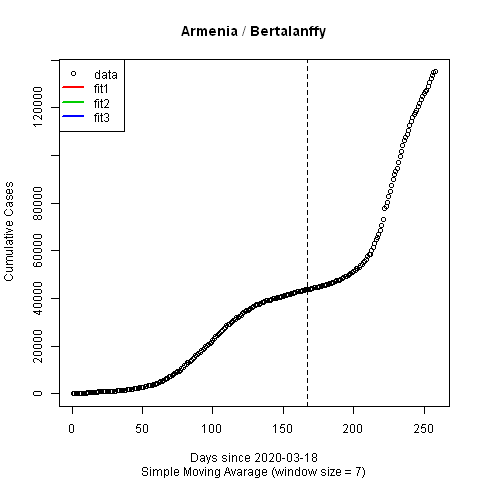 Armenia / Bertalanffy
data
fit1
fit2
fit3
Cumulative Cases
0
20000
40000
60000
80000
120000
0 50 100 150 200 250
Days since 2020-03-18
Simple Moving Avarage (window size = 7)